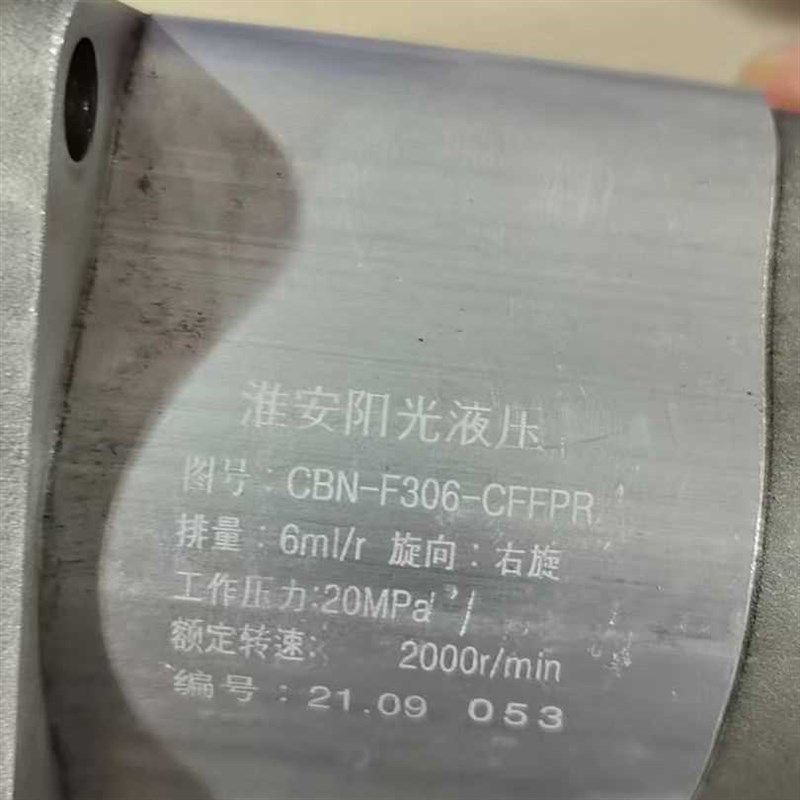 淮安阳光液压
图号:CBN-F306-CFFPR
排量:6ml/r 旋向:右旋
工作压力:20MPa
额定转速: 2000r/min
编号:21.09 053